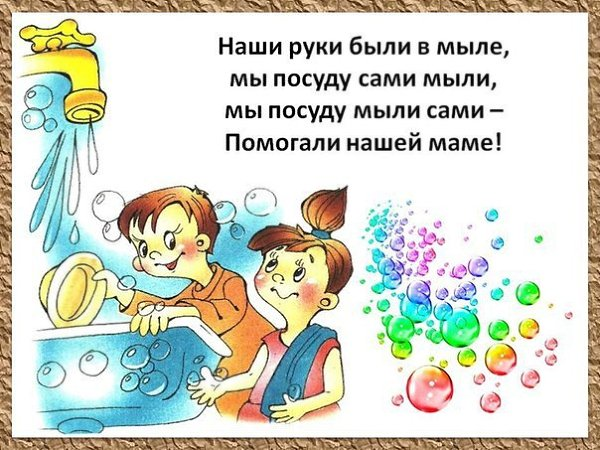 Наши руки были в мыле,
мы посуду сами мыли,
мы посуду мыли сами –
Помогали нашей маме!